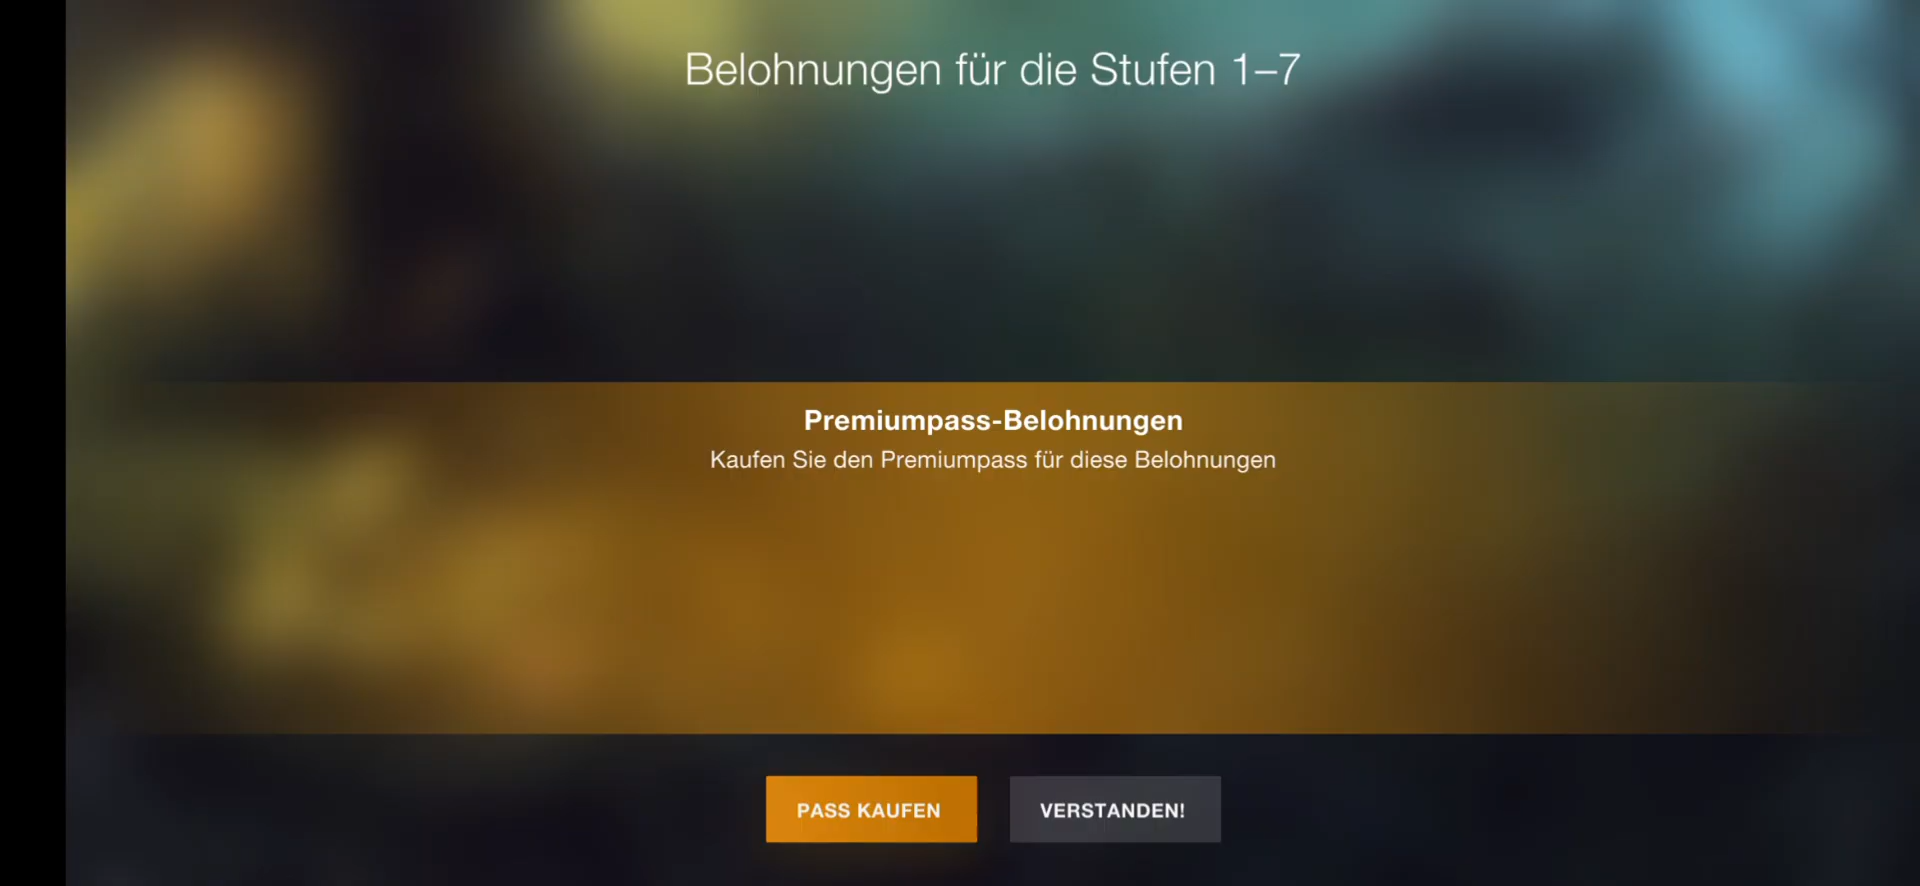 Belohnungen für die Stufen 1–7
Premiumpass-Belohnungen
Kaufen Sie den Premiumpass für diese Belohnungen
PASS KAUFEN
VERSTANDEN!